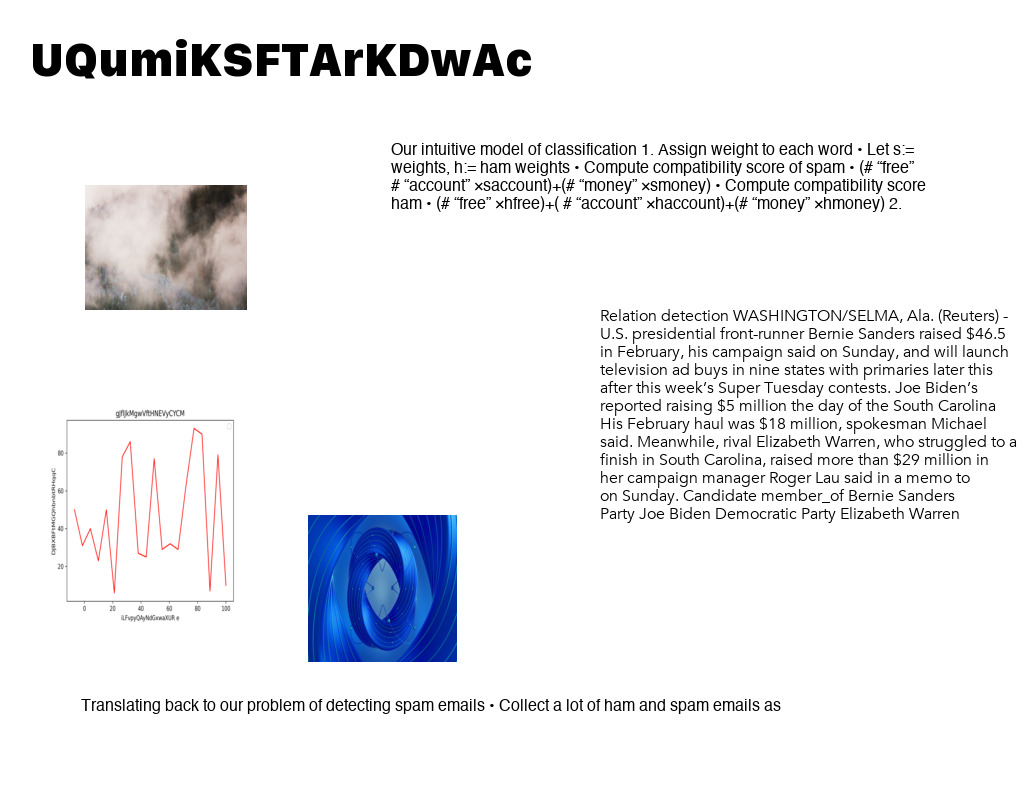 UQumiKSFTArKDwAc
Our intuitive model of classification 1. Assign weight to each word • Let s:=
weights, h:= ham weights • Compute compatibility score of spam • (# “free”
# “account” ×saccount)+(# “money” ×smoney) • Compute compatibility score
ham • (# “free” ×hfree)+( # “account” ×haccount)+(# “money” ×hmoney) 2.
Relation detection WASHINGTON/SELMA, Ala. (Reuters) -
U.S. presidential front-runner Bernie Sanders raised $46.5
in February, his campaign said on Sunday, and will launch
television ad buys in nine states with primaries later this
after this week’s Super Tuesday contests. Joe Biden’s
reported raising $5 million the day of the South Carolina
His February haul was $18 million, spokesman Michael
said. Meanwhile, rival Elizabeth Warren, who struggled to a
finish in South Carolina, raised more than $29 million in
her campaign manager Roger Lau said in a memo to
on Sunday. Candidate member_of Bernie Sanders
Party Joe Biden Democratic Party Elizabeth Warren
80
60
40
20
0 20 40 60 80 100
Translating back to our problem of detecting spam emails • Collect a lot of ham and spam emails as